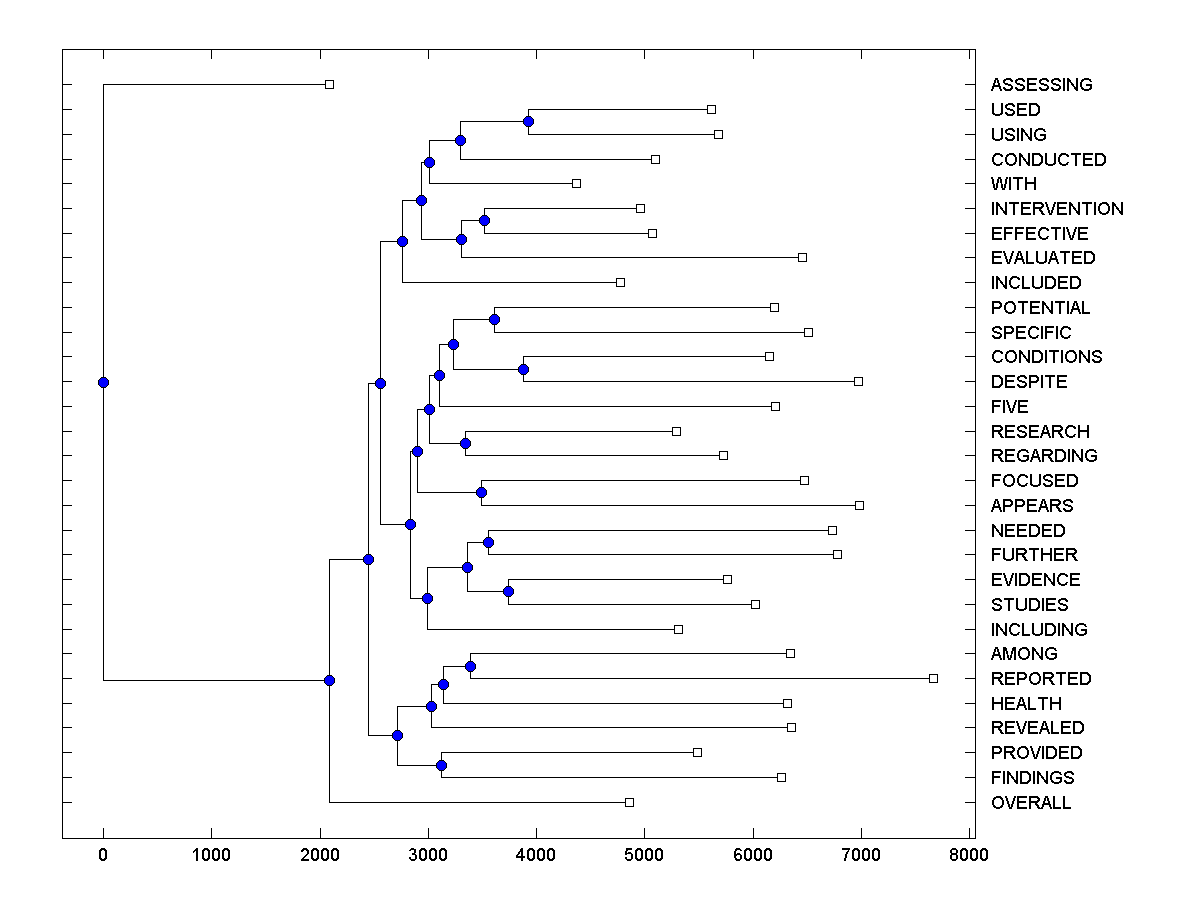 ASSESSING
USED
USING
CONDUCTED
WITH
INTERVENTION
EFFECTIVE
EVALUATED
INCLUDED
POTENTIAL
SPECIFIC
CONDITIONS
DESPITE
FIVE
RESEARCH
REGARDING
FOCUSED
APPEARS
NEEDED
FURTHER
EVIDENCE
STUDIES
INCLUDING
AMONG
REPORTED
HEALTH
REVEALED
PROVIDED
FINDINGS
OVERALL
0 1000 2000 3000 4000 5000 6000 7000 8000